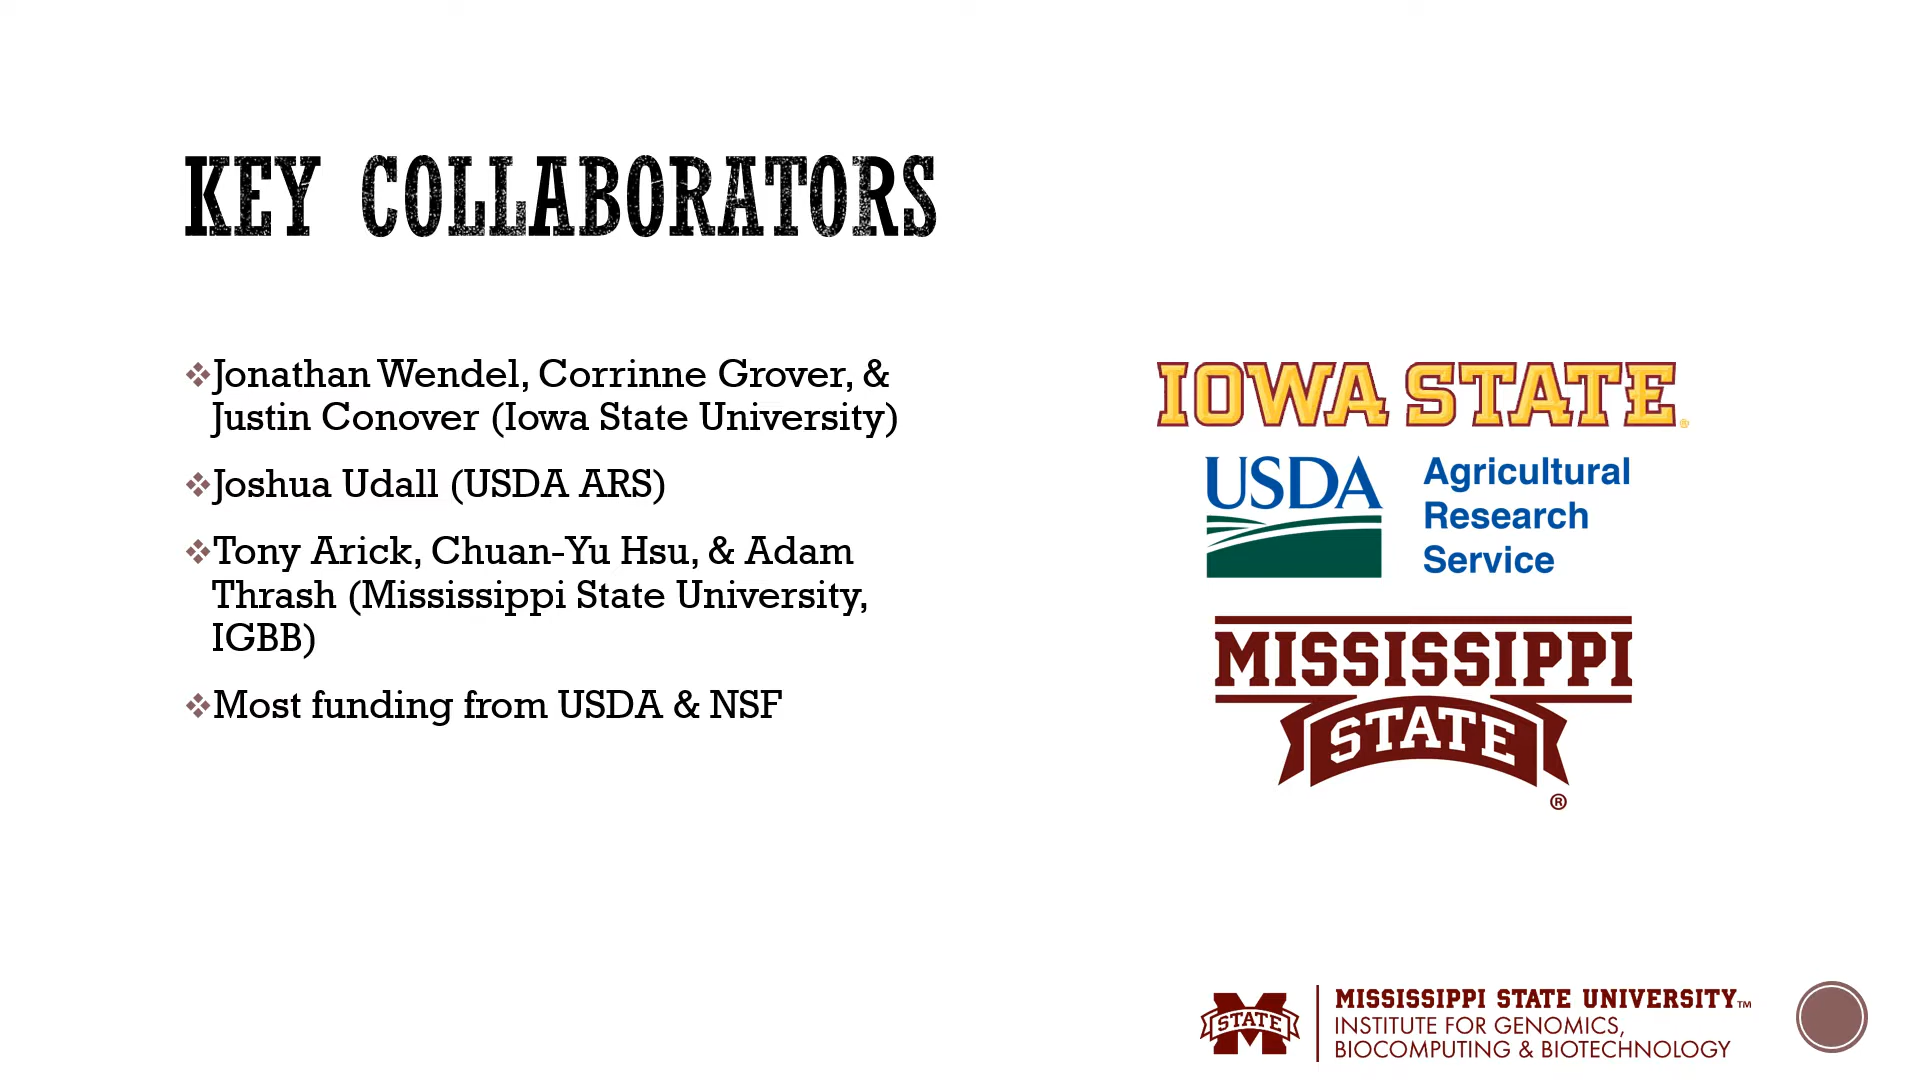 KEY COLLABORATORS
Jonathan Wendel, Corrinne Grover, &
Justin Conover (Iowa State University)
Joshua Udall (USDA ARS)
Tony Arick, Chuan-Yu Hsu, & Adam
Thrash (Mississippi State University,
IGBB)
Most funding from USDA & NSF
IOWA STATE®
USDA
Agricultural
Research
Service
MISSISSIPPI
STATE
®
STATE
MISSISSIPPI STATE UNIVERSITY™
INSTITUTE FOR GENOMICS,
BIOCOMPUTING & BIOTECHNOLOGY